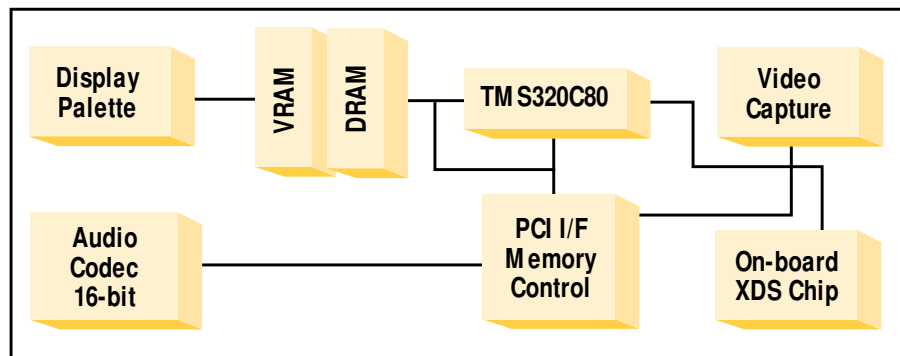 Display
Palette
VRAM
DRAM
TMS320C80
Video
Capture
Audio
Codec
16-bit
PCI I/F
Memory
Control
On-board
XDS Chip